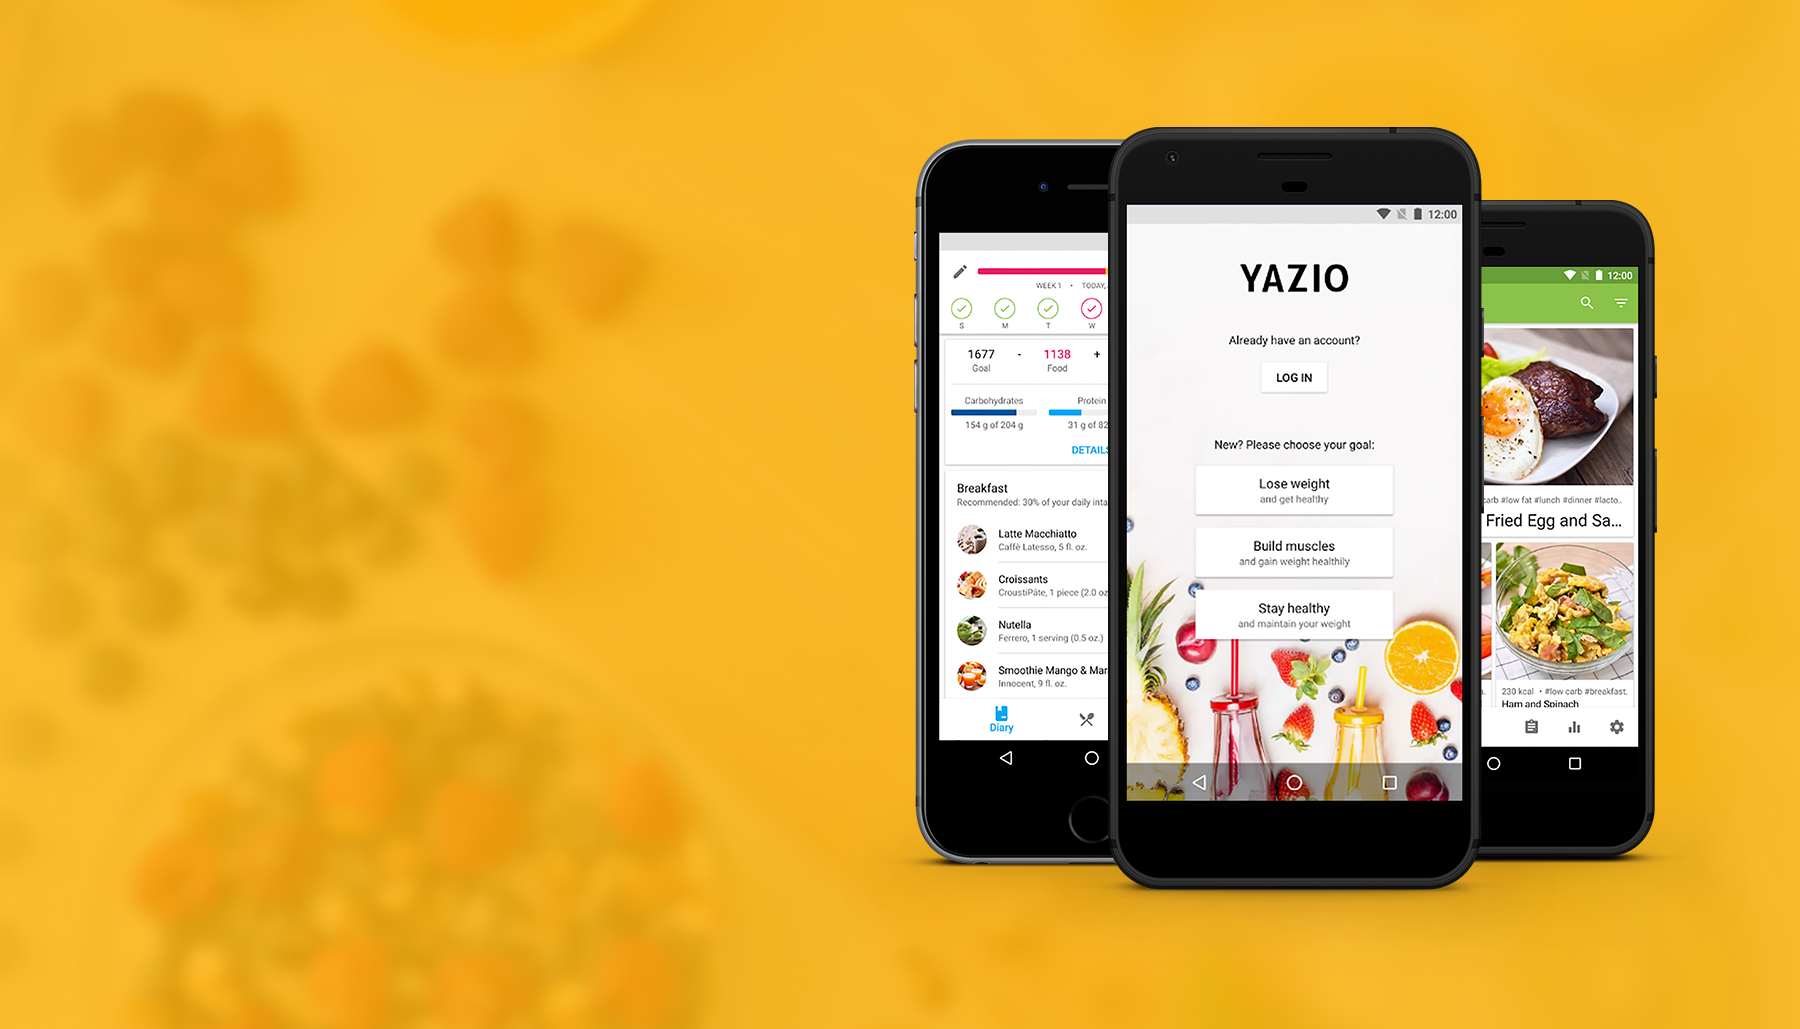 WEEK 1 • TODAY,
S M T W
1677 - 1138 +
Goal Food
Carbohydrates Protein
154 g of 204 g 31 g of 82
DETAILS
Breakfast
Recommended: 30% of your daily inta
Latte Macchiatto
Caffè Latesso, 5 fl. oz.
Croissants
CroustiPâte, 1 piece (2.0 oz
Nutella
Ferrero, 1 serving (0.5 oz.)
Smoothie Mango & Mar
Innocent, 9 fl. oz.
Diary
12:00
YAZIO
Already have an account?
LOG IN
New? Please choose your goal:
Lose weight
and get healthy
Build muscles
and gain weight healthily
Stay healthy
and maintain your weight
12:00
carb #low fat #lunch #dinner #lacto..
Fried Egg and Sa...
230 kcal • #low carb #breakfast.
Ham and Spinach